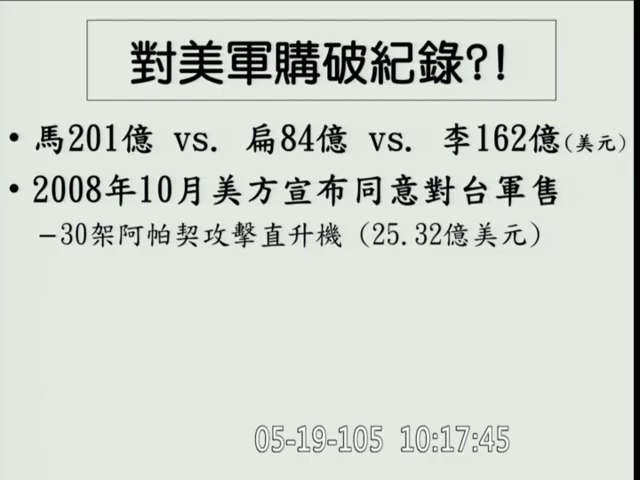 對美軍購破紀錄?!
• 馬201億 vs. 扁84億 vs. 李162億(美元)
• 2008年10月美方宣布同意對台軍售
–30架阿帕契攻擊直升機 (25.32億美元)
05-19-105 10:17:45